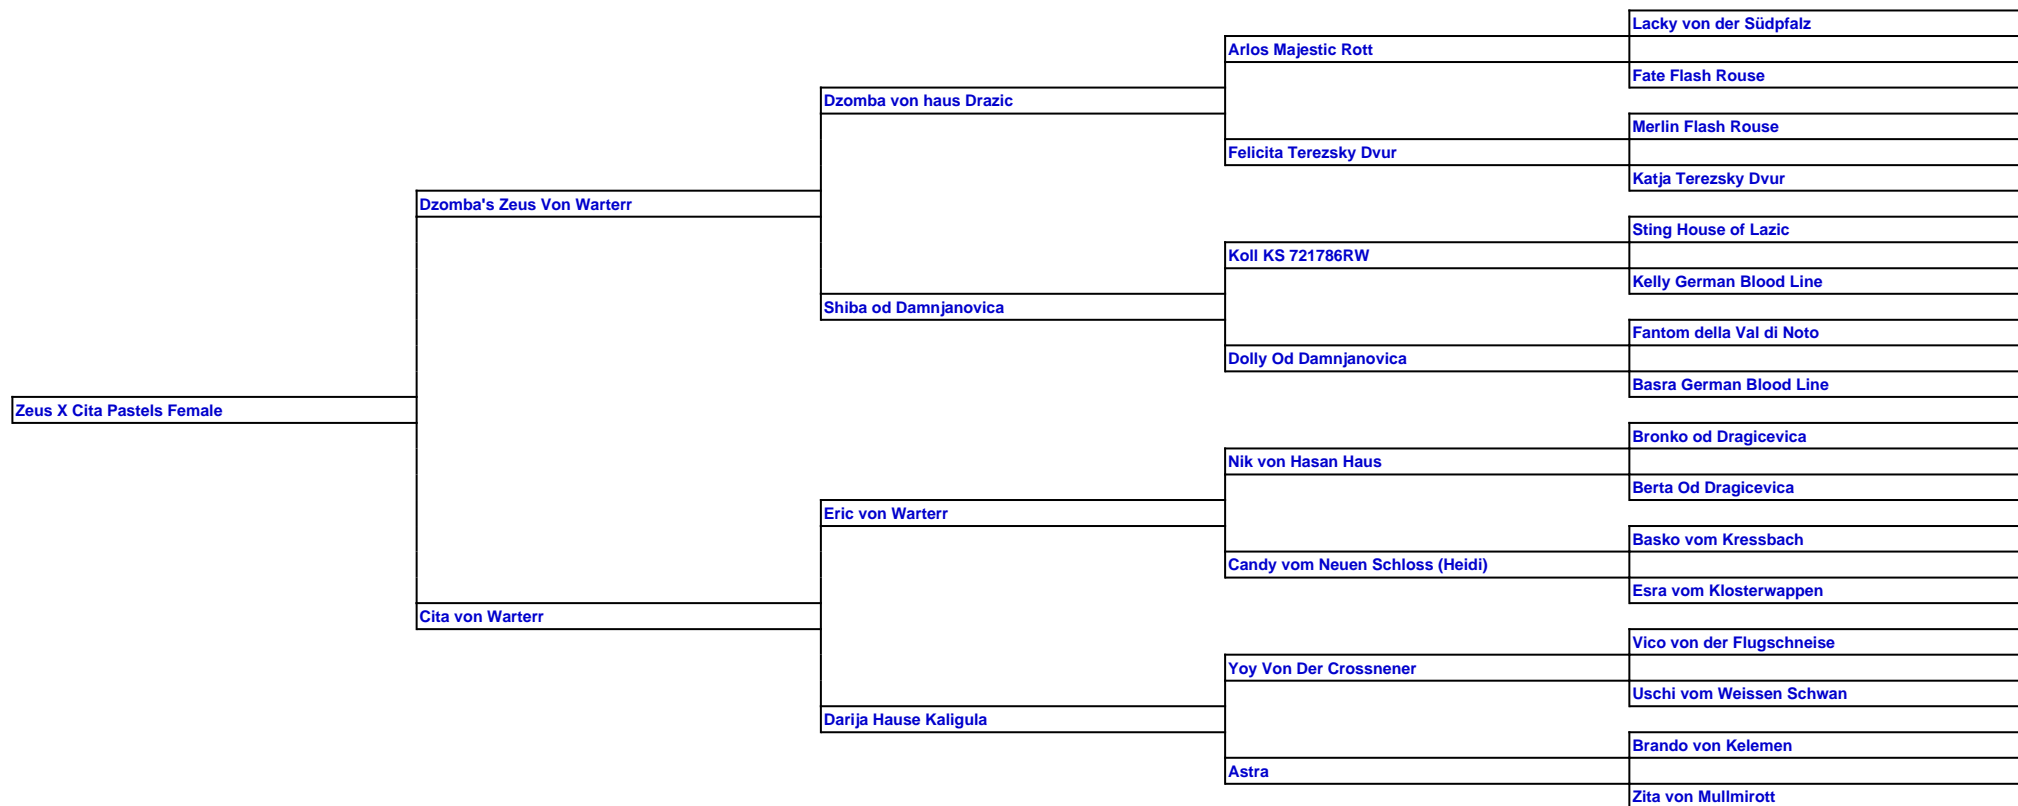 Lacky von der Südpfalz
Arlos Majestic Rott
Fate Flash Rouse
Dzomba von haus Drazic
Merlin Flash Rouse
Felicita Terezsky Dvur
Katja Terezsky Dvur
Dzomba's Zeus Von Warterr
Sting House of Lazic
Koll KS 721786RW
Kelly German Blood Line
Shiba od Damnjanovica
Fantom della Val di Noto
Dolly Od Damnjanovica
Basra German Blood Line
Zeus X Cita Pastels Female
Bronko od Dragicevica
Nik von Hasan Haus
Berta Od Dragicevica
Eric von Warterr
Basko vom Kressbach
Candy vom Neuen Schloss (Heidi)
Esra vom Klosterwappen
Cita von Warterr
Vico von der Flugschneise
Yoy Von Der Crossnener
Uschi vom Weissen Schwan
Darija Hause Kaligula
Brando von Kelemen
Astra
Zita von Mullmirott